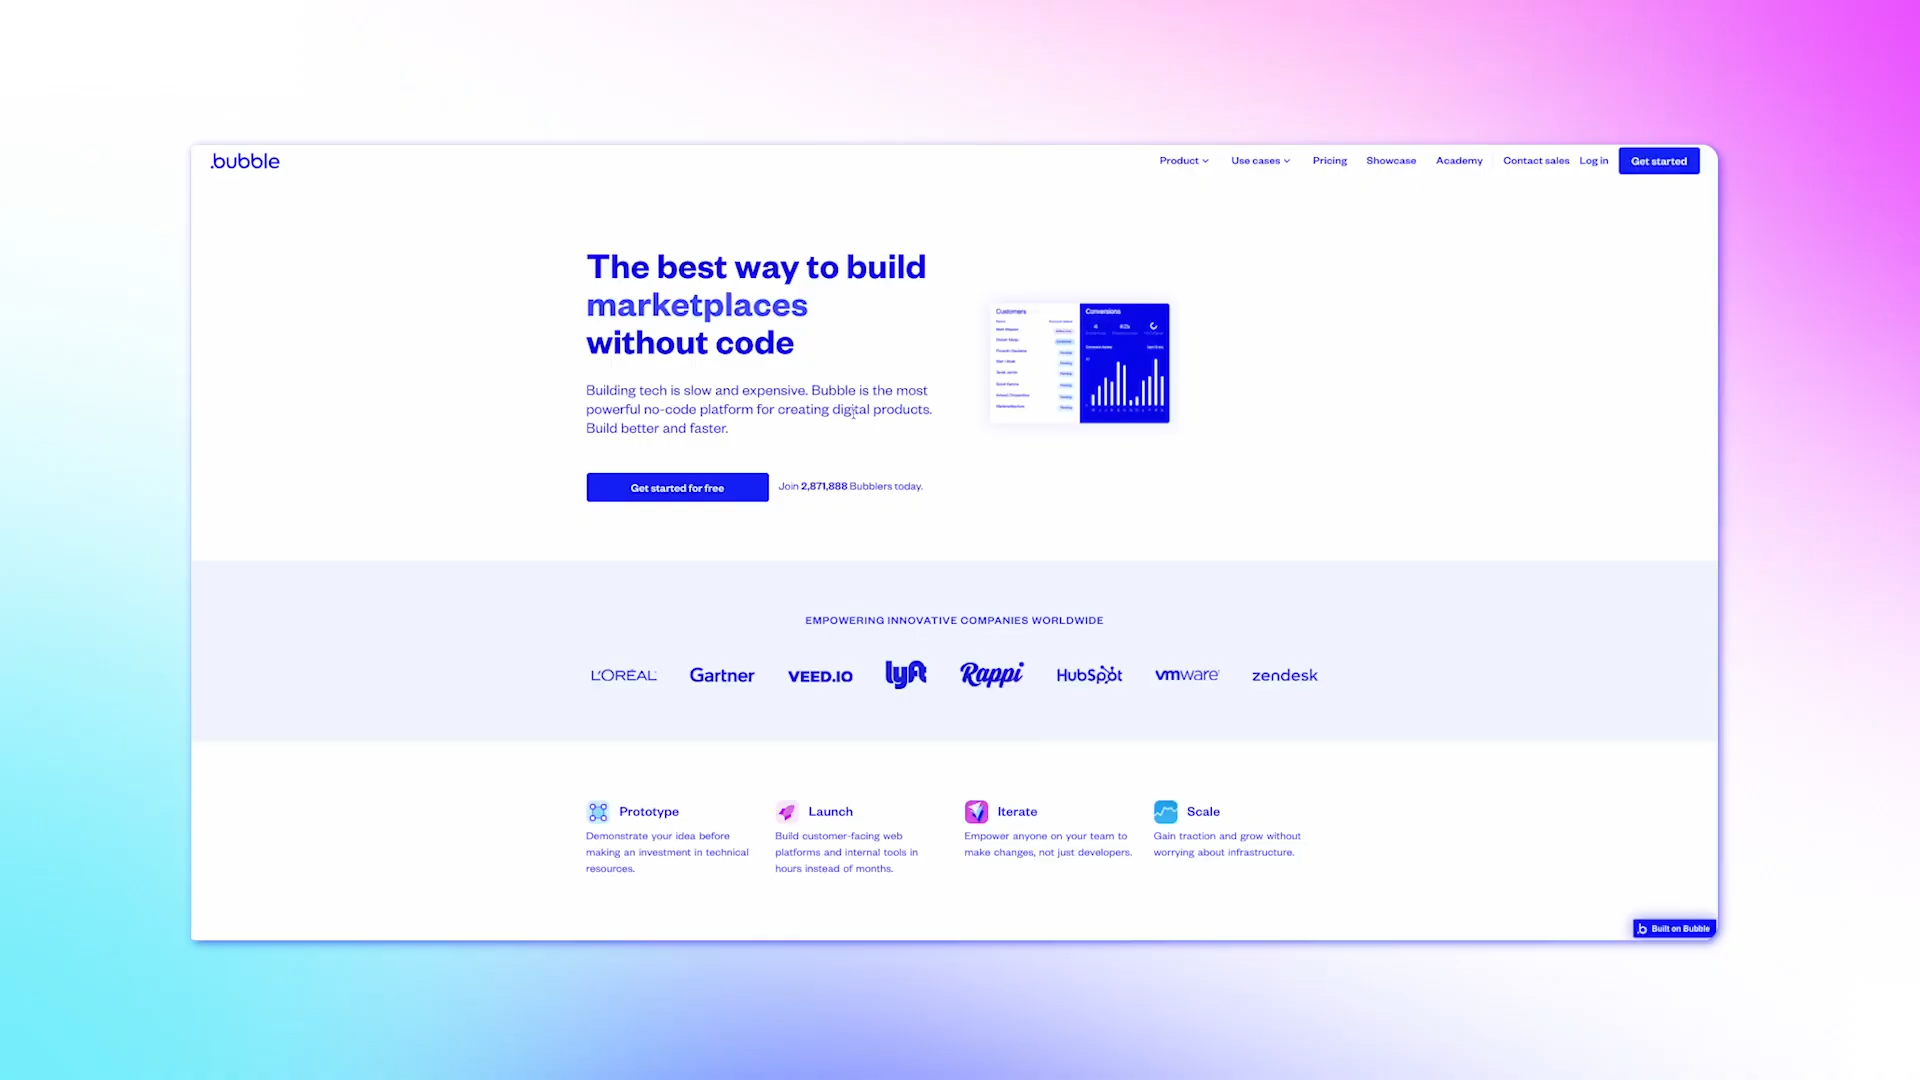 .bubble
Product
Use cases
Pricing
Showcase
Academy
Contact sales
Log in
Get started
The best way to build
marketplaces
without code
Building tech is slow and expensive. Bubble is the most
powerful no-code platform for creating digital products.
Build better and faster.
Customers
Conversions
Get started for free
Join 2,871,888 Bubblers today.
EMPOWERING INNOVATIVE COMPANIES WORLDWIDE
L'ORÉAL
Gartner
VEED.IO
lyft
Rappi
HubSpot
vmware
zendesk
Prototype
Demonstrate your idea before
making an investment in technical
resources.
Launch
Build customer-facing web
platforms and internal tools in
hours instead of months.
Iterate
Empower anyone on your team to
make changes, not just developers.
Scale
Gain traction and grow without
worrying about infrastructure.
.b Built on Bubble